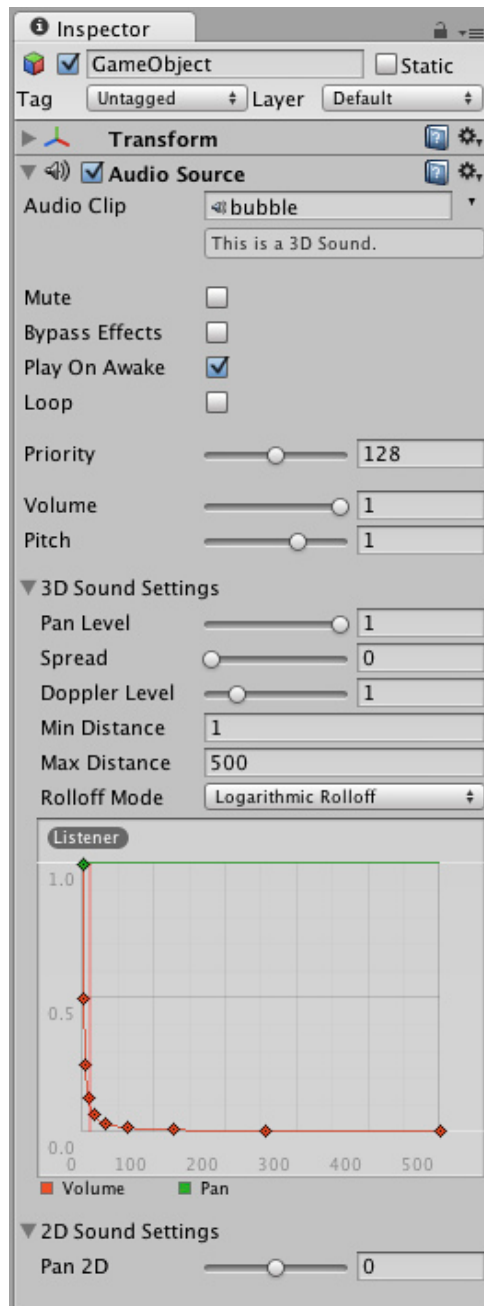 Inspector
GameObject Static
Tag Untagged Layer Default
Transform
Audio Source
Audio Clip bubble
This is a 3D Sound.
Mute
Bypass Effects
Play On Awake
Loop
Priority 128
Volume 1
Pitch 1
3D Sound Settings
Pan Level 1
Spread 0
Doppler Level 1
Min Distance 1
Max Distance 500
Rolloff Mode Logarithmic Rolloff
Listener
1.0
0.5
0.0
0 100 200 300 400 500
Volume Pan
2D Sound Settings
Pan 2D 0